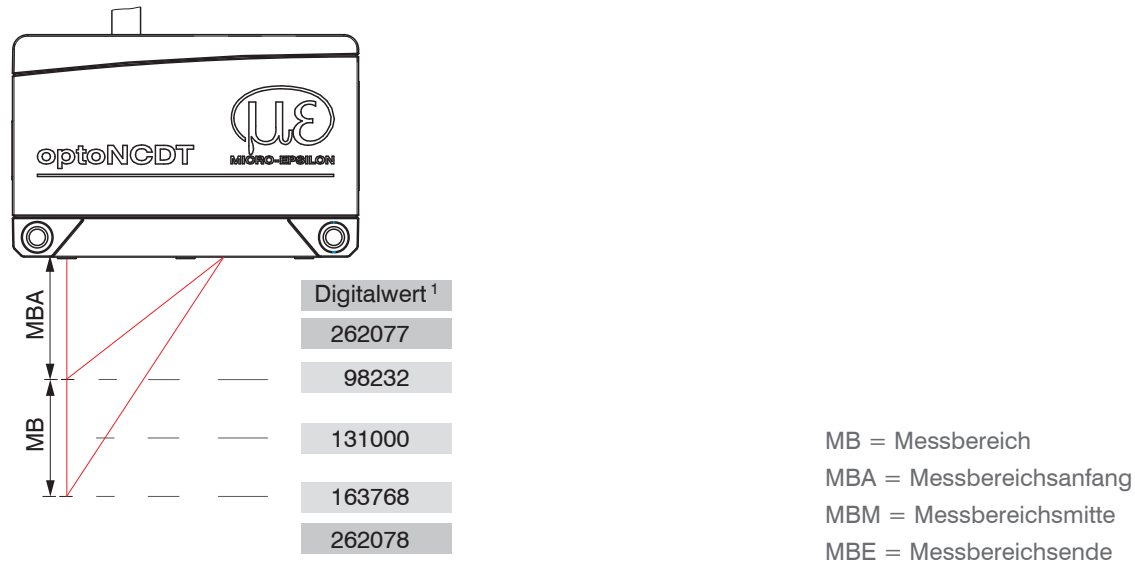 με
optoNCDT
MICRO-EPSILON
MBA
MB
Digitalwert ¹
262077
98232
131000
163768
262078
MB = Messbereich
MBA = Messbereichsanfang
MBM = Messbereichsmitte
MBE = Messbereichsende